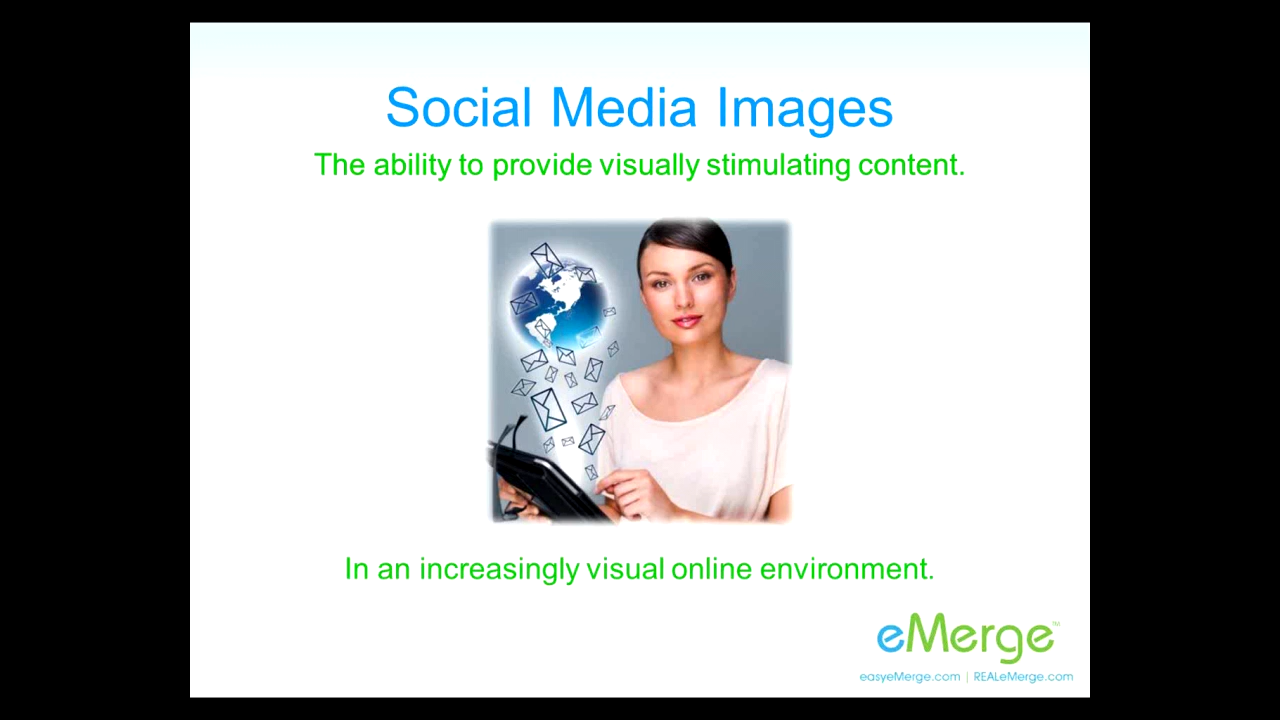 Social Media Images
The ability to provide visually stimulating content.
In an increasingly visual online environment.
eMerge™
easyeMerge.com | REALeMerge.com